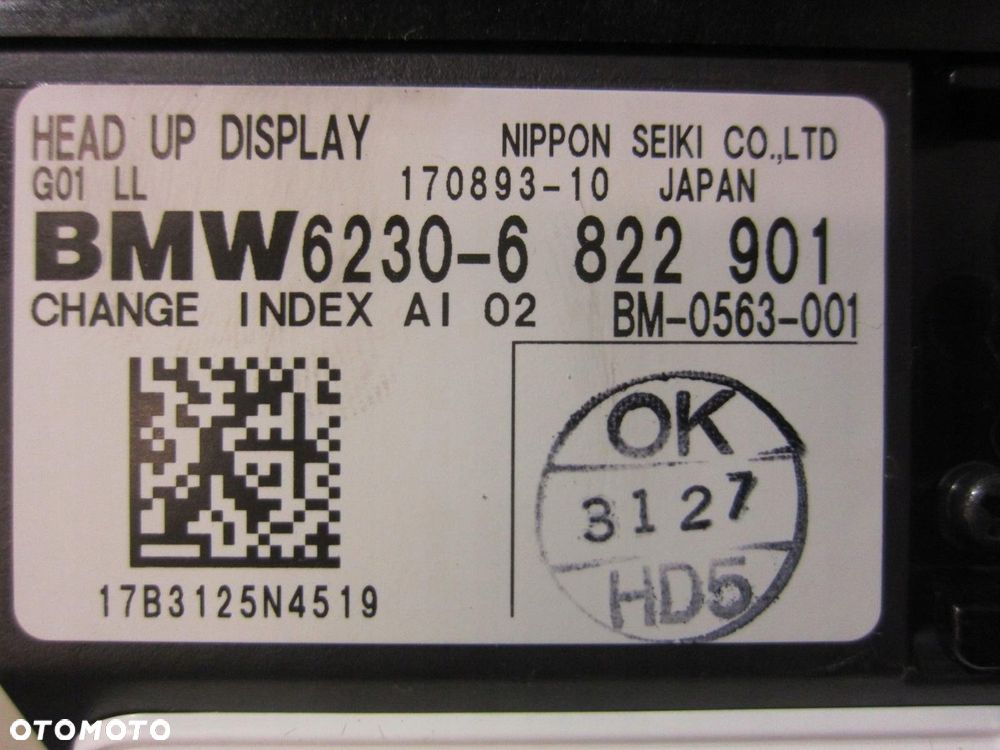 HEAD UP DISPLAY NIPPON SEIKI CO.,LTD
G01 LL 170893-10 JAPAN
BMW6230-6 822 901
CHANGE INDEX AI 02 BM-0563-001
OK
3127
HD5
17B3125N4519
OTOMOTO